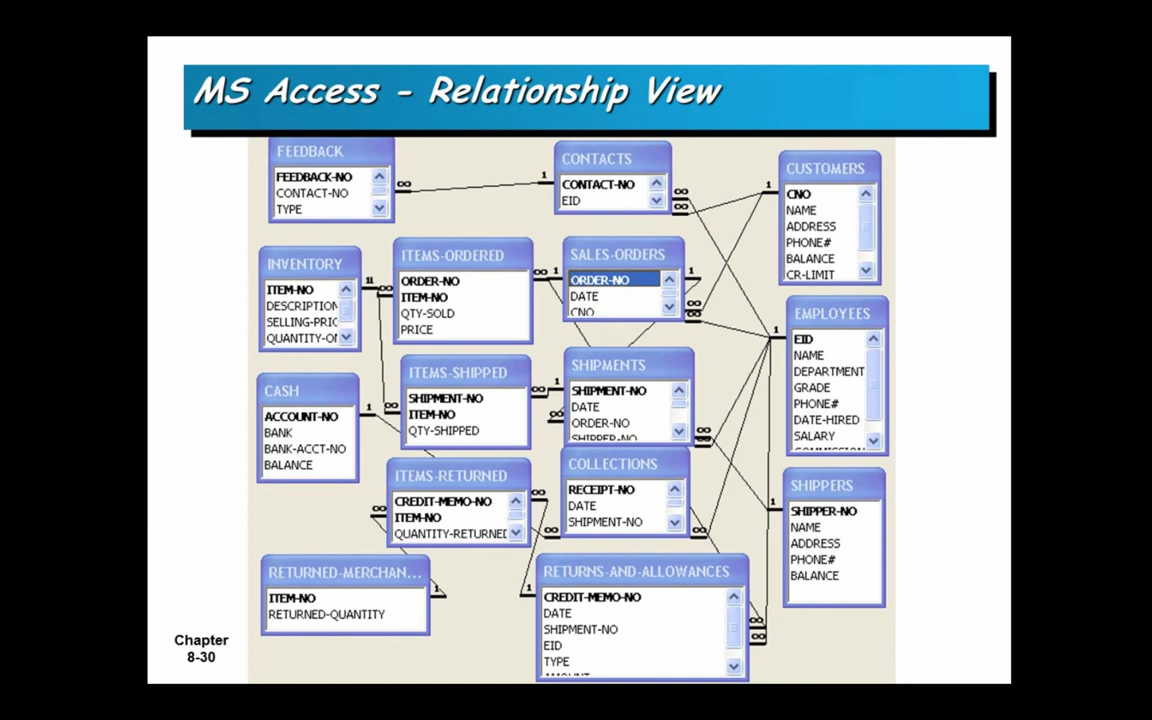 MS Access - Relationship View
FEEDBACK
FEEDBACK-NO
CONTACT-NO
TYPE
CONTACTS
CONTACT-NO
EID
CUSTOMERS
CNO
NAME
ADDRESS
PHONE#
BALANCE
CR-LIMIT
INVENTORY
ITEM-NO
DESCRIPTION
SELLING-PRIC
QUANTITY-O
ITEMS-ORDERED
ORDER-NO
ITEM-NO
QTY-SOLD
PRICE
SALES-ORDERS
ORDER-NO
DATE
CNO
EMPLOYEES
EID
NAME
DEPARTMENT
GRADE
PHONE#
DATE-HIRED
SALARY
CASH
ACCOUNT-NO
BANK
BANK-ACCT-NO
BALANCE
ITEMS-SHIPPED
SHIPMENT-NO
ITEM-NO
QTY-SHIPPED
SHIPMENTS
SHIPMENT-NO
DATE
ORDER-NO
SHIPPER-NO
ITEMS-RETURNED
CREDIT-MEMO-NO
ITEM-NO
QUANTITY-RETURNED
COLLECTIONS
RECEIPT-NO
DATE
SHIPMENT-NO
SHIPPERS
SHIPPER-NO
NAME
ADDRESS
PHONE#
BALANCE
RETURNED-MERCHAN...
ITEM-NO
RETURNED-QUANTITY
RETURNS-AND-ALLOWANCES
CREDIT-MEMO-NO
DATE
SHIPMENT-NO
EID
TYPE
Chapter
8-30